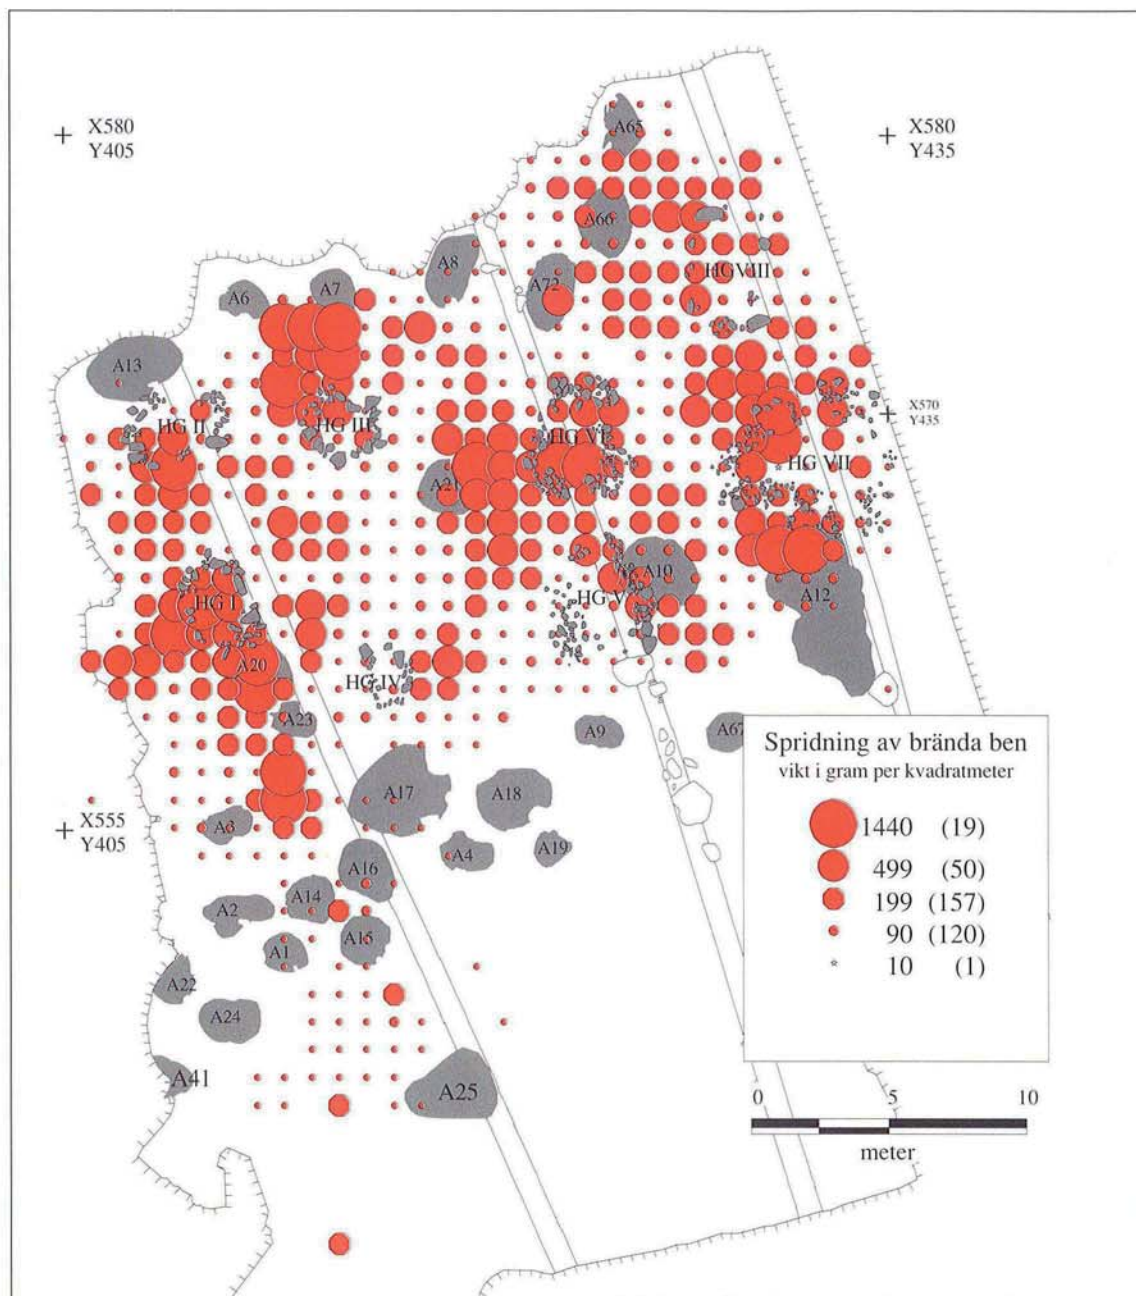 X580
Y405
X580
Y435
A65
A66
A8
A72
HGVIII
A6
A7
A13
X570
Y435
HG II
HG III
HG VI
HG VII
A21
A10
A12
HG I
HG V
A20
HG IV
A23
A9
A67
Spridning av brända ben
vikt i gram per kvadratmeter
1440 (19)
499 (50)
199 (157)
90 (120)
10 (1)
A17
A18
X555
Y405
A3
A4
A19
A16
A14
A2
A15
A1
A22
A24
A41
A25
0 5 10
meter